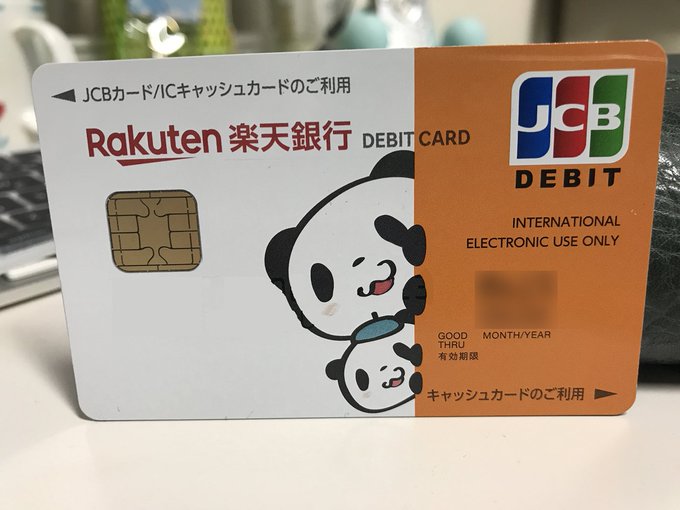 ◀ JCBカード/ICキャッシュカードのご利用
Rakuten 楽天銀行 DEBIT CARD
JCB
DEBIT
INTERNATIONAL
ELECTRONIC USE ONLY
GOOD THRU MONTH/YEAR
有効期限
キャッシュカードのご利用 ▶